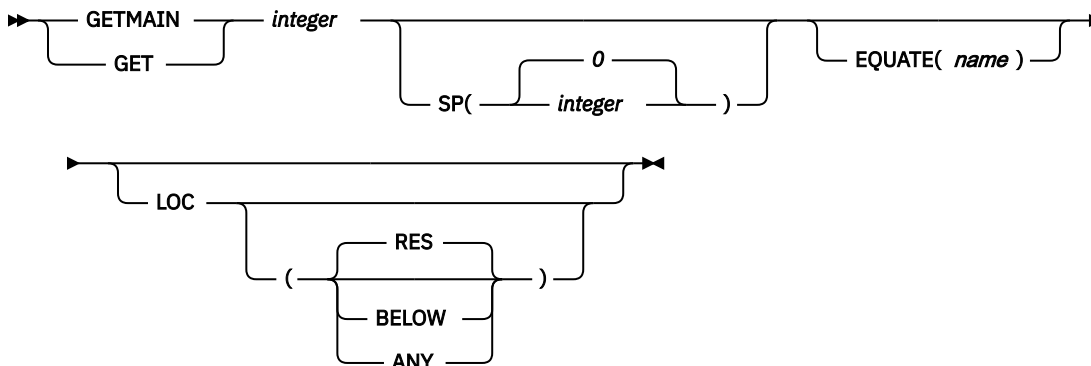 GETMAIN integer
GET
EQUATE( name )
0
SP( integer )
LOC
RES
( )
BELOW
ANY